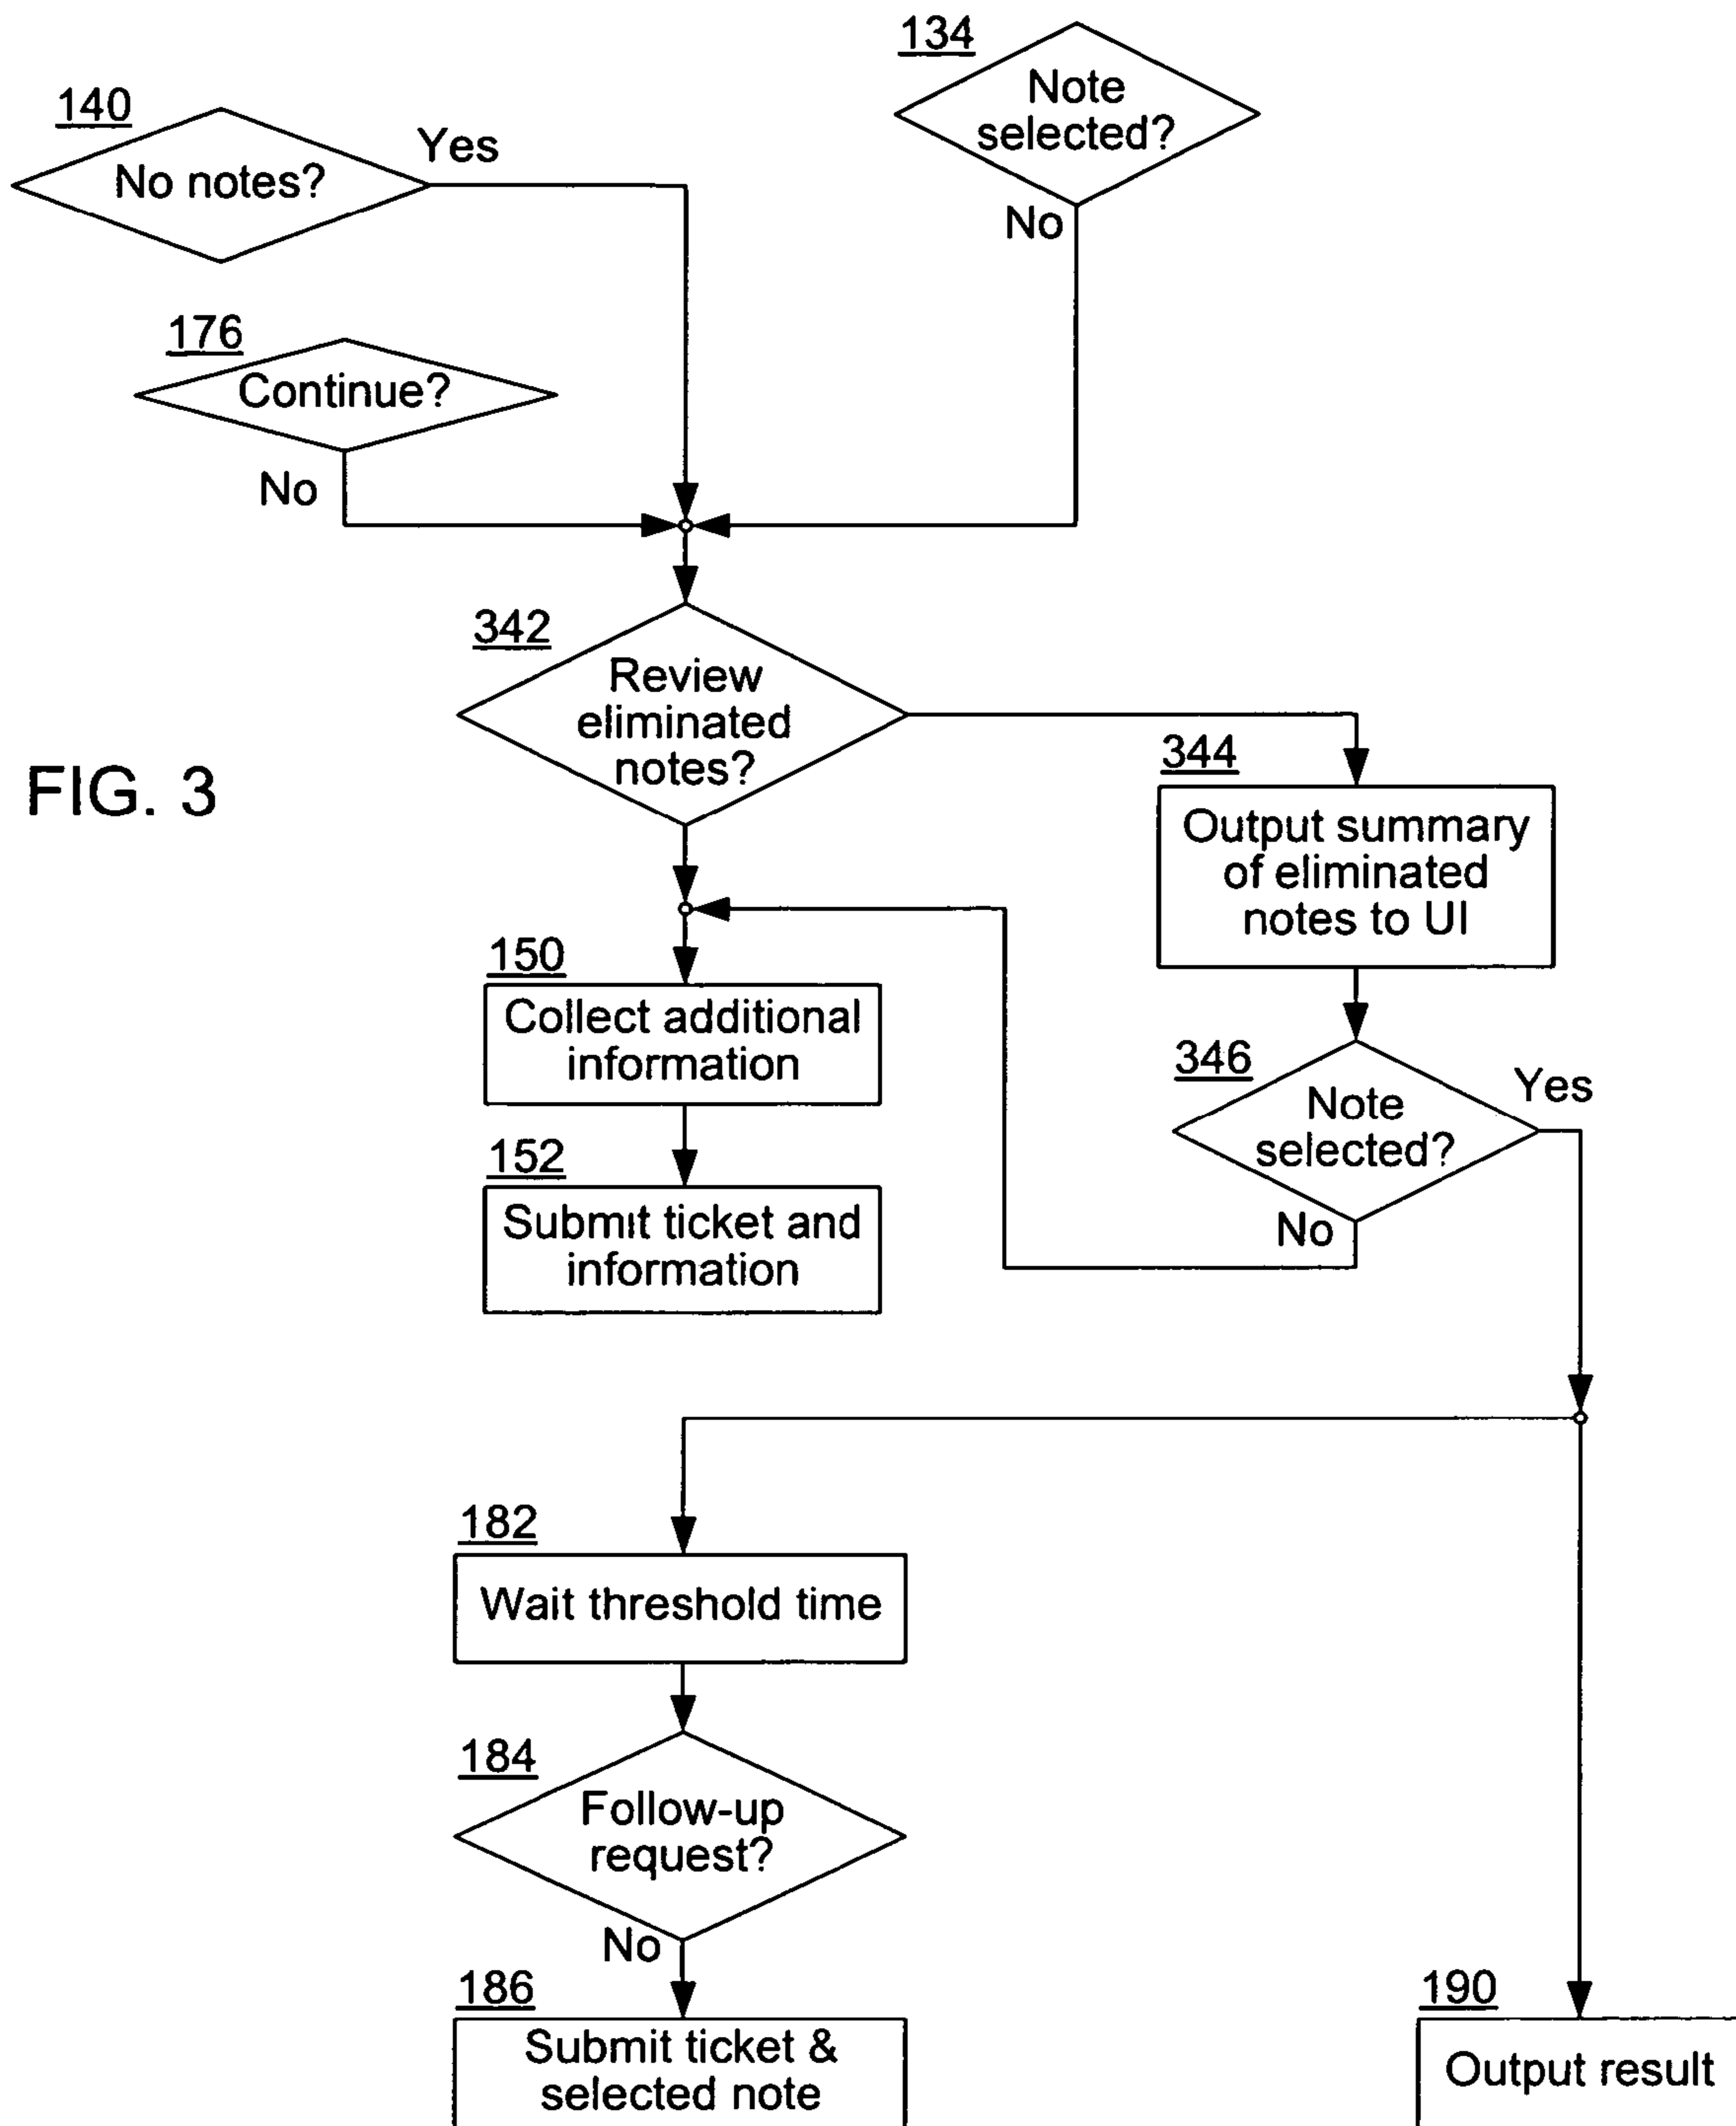 134
Note
selected?
No
140
No notes?
Yes
176
Continue?
No
342
Review
eliminated
notes?
FIG. 3
344
Output summary
of eliminated
notes to UI
150
Collect additional
information
346
Note
selected?
Yes
No
152
Submit ticket and
information
182
Wait threshold time
184
Follow-up
request?
No
186
Submit ticket &
selected note
190
Output result